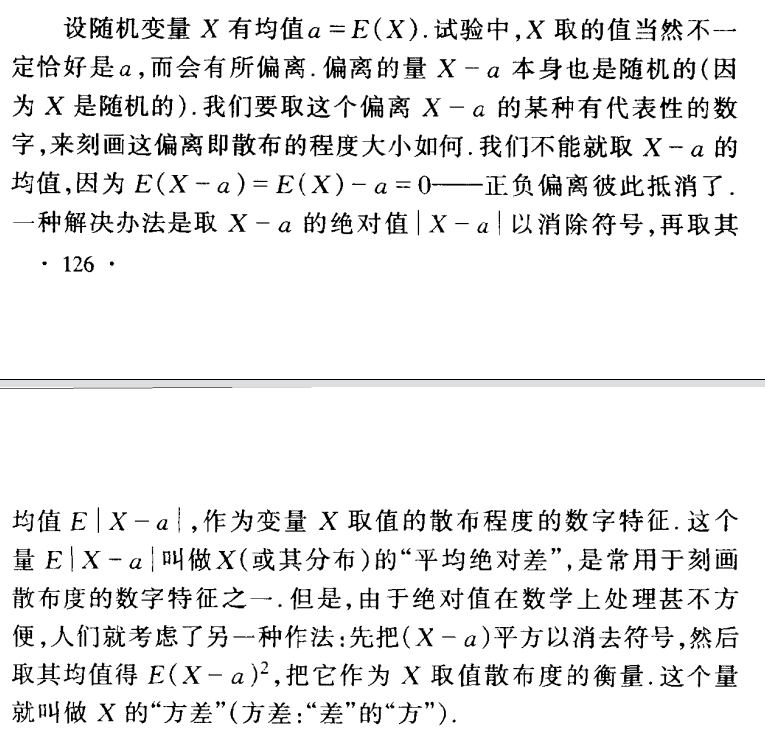 设随机变量 X 有均值a=E(X).试验中,X 取的值当然不一
定恰好是a,而会有所偏离.偏离的量 X-a 本身也是随机的(因
为 X 是随机的).我们要取这个偏离 X-a 的某种有代表性的数
字,来刻画这偏离即散布的程度大小如何.我们不能就取 X-a 的
均值,因为 E(X-a)=E(X)-a=0——正负偏离彼此抵消了.
一种解决办法是取 X-a 的绝对值|X-a|以消除符号,再取其
· 126 ·
均值 E|X-a|,作为变量 X 取值的散布程度的数字特征.这个
量 E|X-a|叫做X(或其分布)的“平均绝对差”,是常用于刻画
散布度的数字特征之一.但是,由于绝对值在数学上处理甚不方
便,人们就考虑了另一种作法:先把(X-a)平方以消去符号,然后
取其均值得 E(X-a)²,把它作为 X 取值散布度的衡量.这个量
就叫做 X 的“方差”(方差:“差”的“方”).